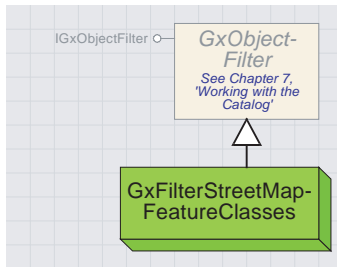 IGxObjectFilter
GxObject-
Filter
See Chapter 7,
'Working with the
Catalog'
GxFilterStreetMap-
FeatureClasses